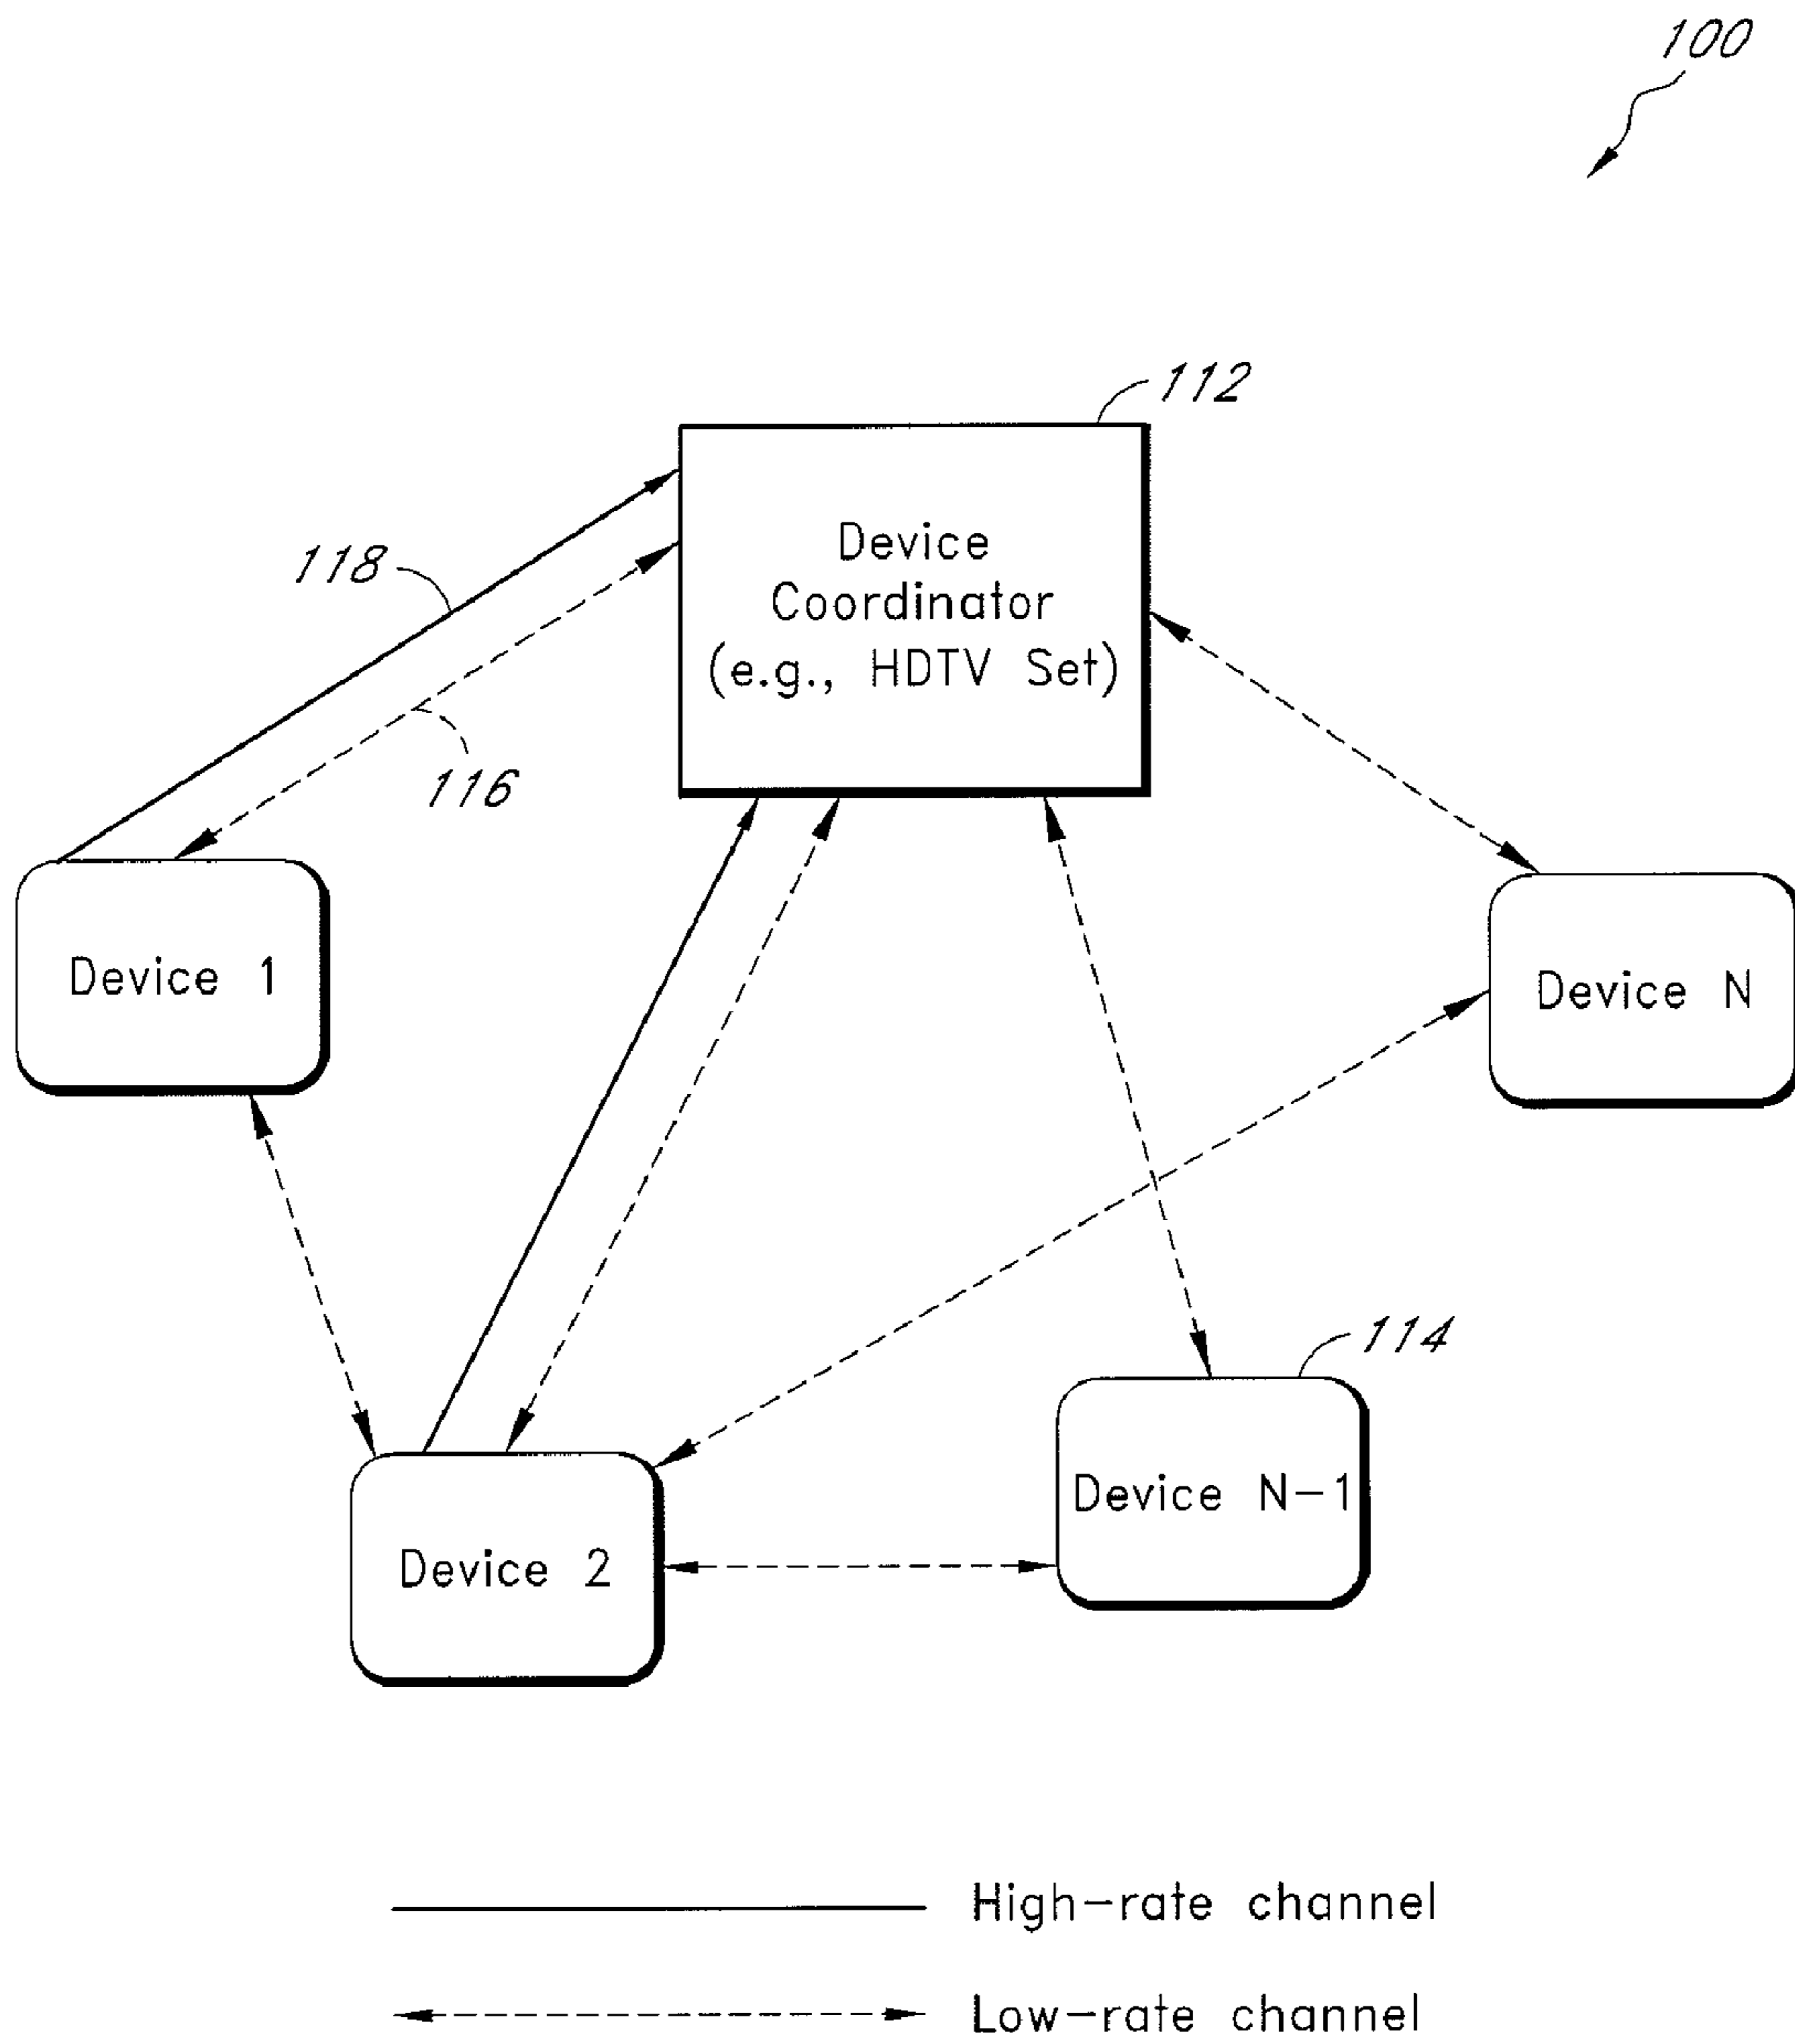 100
112
Device
Coordinator
(e.g., HDTV Set)
118
116
Device 1
Device N
114
Device N-1
Device 2
High-rate channel
Low-rate channel